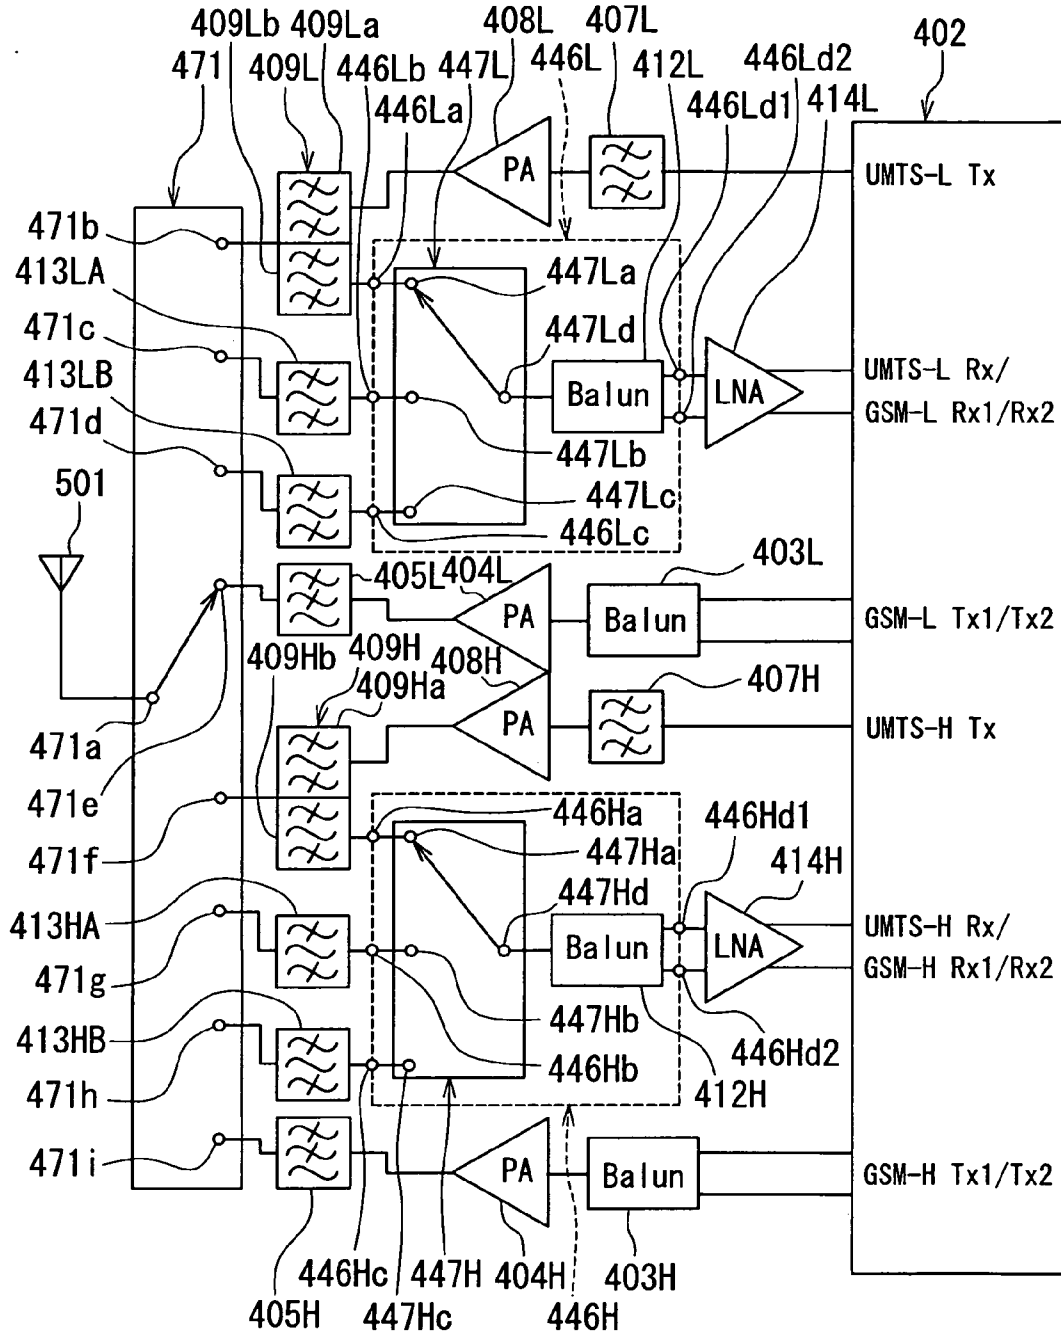 409Lb 409La 408L 407L 402
471 409L 446Lb 447L 446L 412L 446Ld2
446La 446Ld1 414L
PA
UMTS-L Tx
471b
413LA
447La
471c
447Ld
413LB
Balun
LNA
UMTS-L Rx/
GSM-L Rx1/Rx2
471d
447Lb
501
447Lc
446Lc
403L
405L 404L
PA
Balun
GSM-L Tx1/Tx2
409Hb 409H 408H
409Ha
407H
471a
PA
UMTS-H Tx
471e
446Ha 446Hd1
471f
447Ha 414H
413HA
447Hd
Balun
LNA
UMTS-H Rx/
GSM-H Rx1/Rx2
471g
447Hb
413HB
446Hb 446Hd2
471h
412H
471i
PA
Balun
GSM-H Tx1/Tx2
446Hc 447H 404H 403H
405H 447Hc 446H